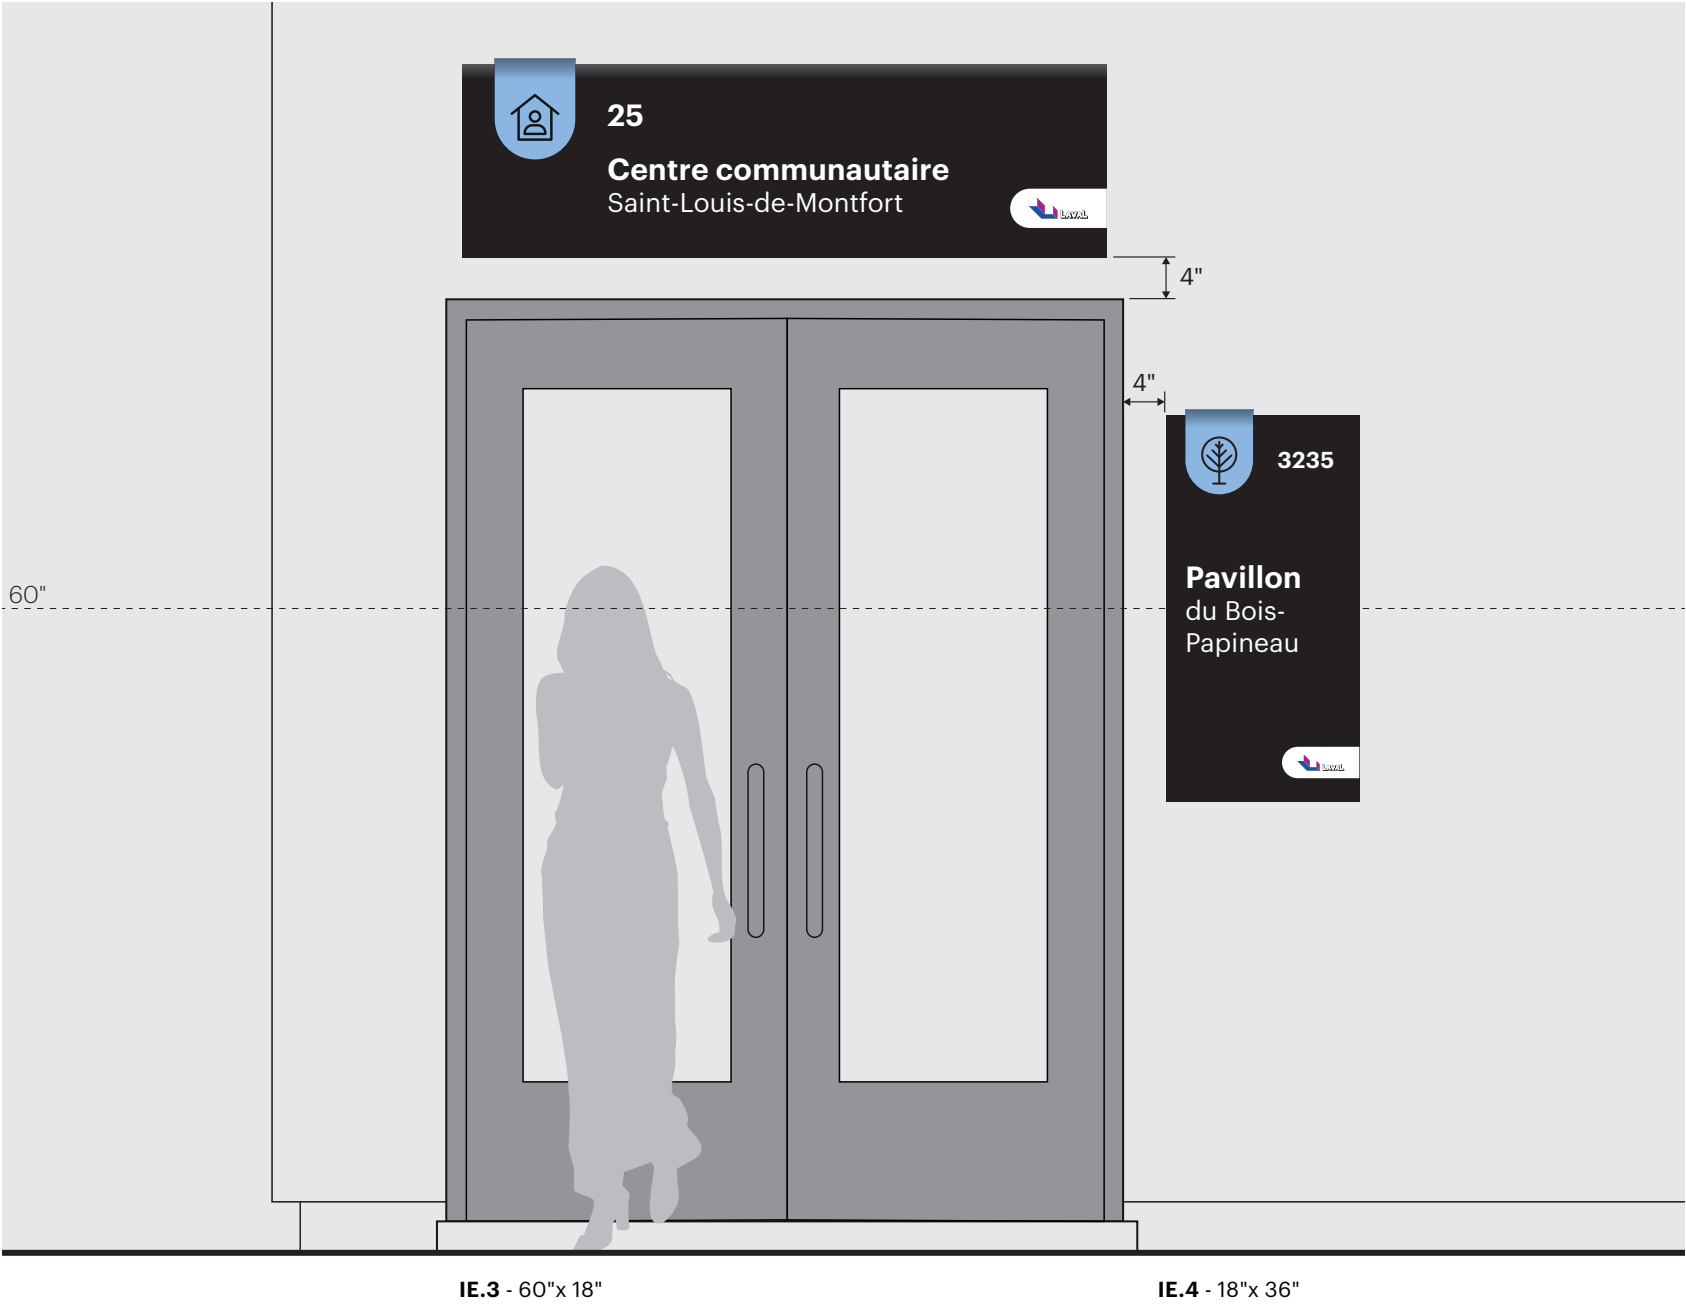 25
Centre communautaire
Saint-Louis-de-Montfort
LAVAL
4"
4"
3235
60"
Pavillon
du Bois-
Papineau
LAVAL
IE.3 - 60"x 18"
IE.4 - 18"x 36"